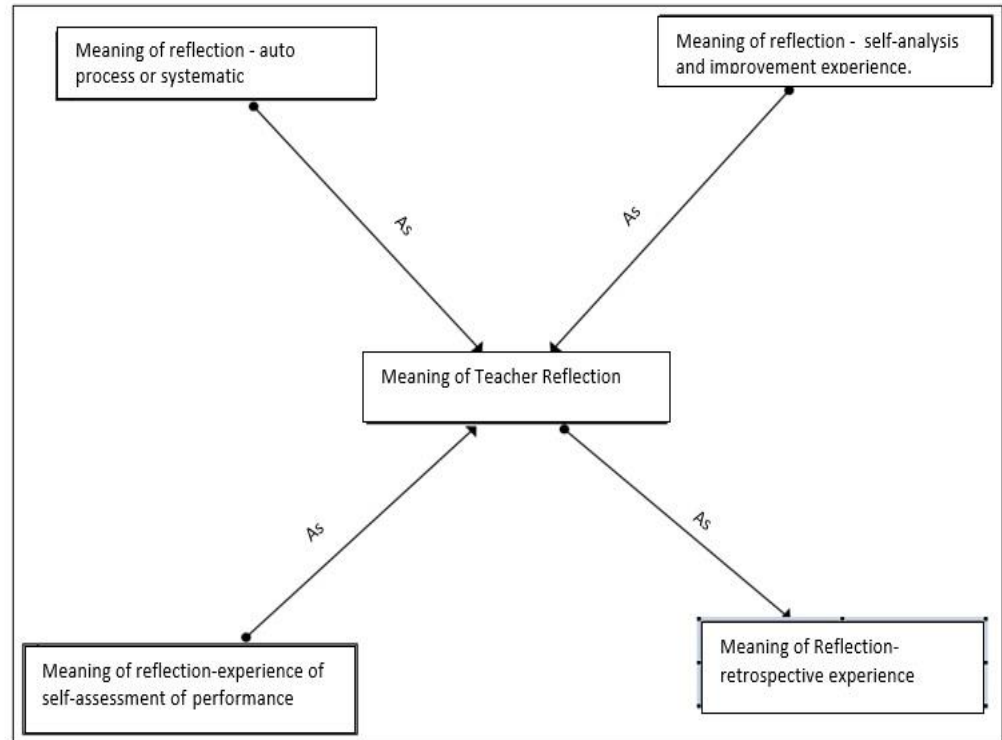 Meaning of reflection - auto
process or systematic
Meaning of reflection -  self-analysis
and improvement experience.
As
As
Meaning of Teacher Reflection
As
As
Meaning of reflection-experience of
self-assessment of performance
Meaning of Reflection-
retrospective experience